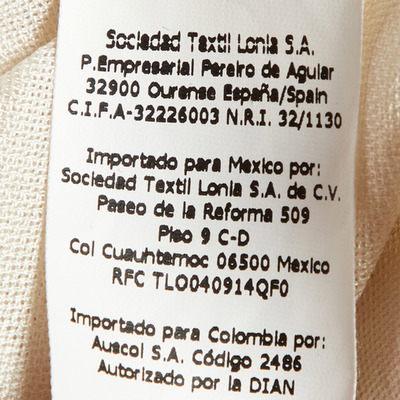 Sociedad Textil Lonia S.A.
P.Empresarial Pereiro de Aguiar
32900 Ourense España/Spain
C.I.F.A-32226003 N.R.I. 32/1130
Importado para Mexico por:
Sociedad Textil Lonia S.A. de C.V.
Paseo de la Reforma 509
Piso 9 C-D
Col Cuauhtemoc 06500 Mexico
RFC TLO040914QF0
Importado para Colombia por:
Auscol S.A. Código 2486
Autorizado por la DIAN